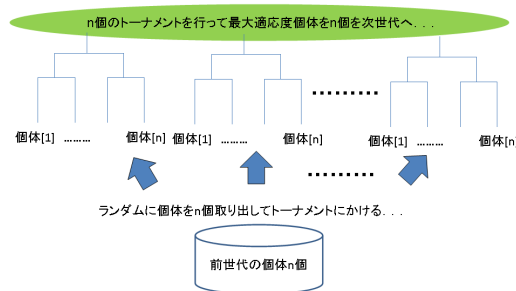 n個のトーナメントを行って最大適応度個体をn個を次世代へ．．．
個体[1] ……… 個体[n] 個体[1] ……… 個体[n] 個体[1] ……… 個体[n]
ランダムに個体をn個取り出してトーナメントにかける．．．
前世代の個体n個